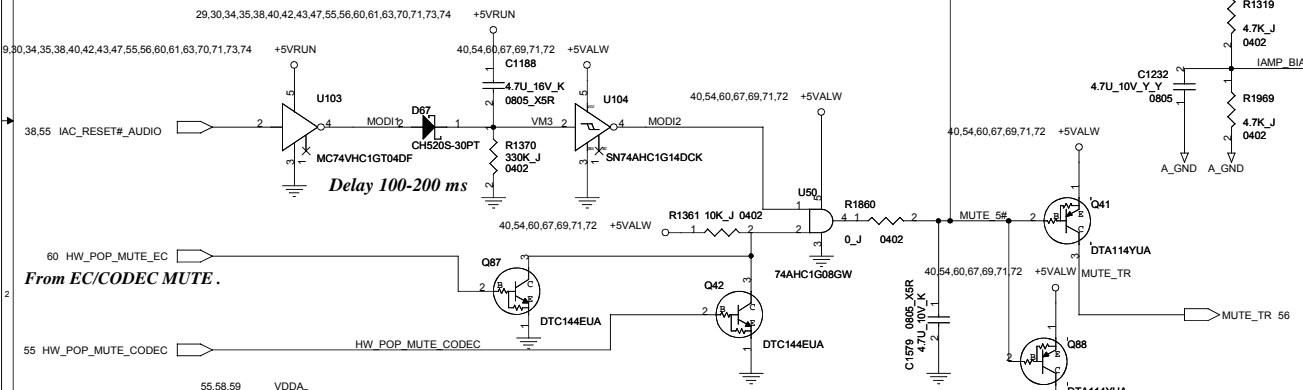 29,30,34,35,38,40,42,43,47,55,56,60,61,63,70,71,73,74 +5VRUN
9,30,34,35,38,40,42,43,47,55,56,60,61,63,70,71,73,74 +5VRUN
40,54,60,67,69,71,72 +5VALW
C1188
4.7U_16V_K
0805_X5R
R1319
4.7K_J
0402
IAMP_BIA
C1232
4.7U_10V_Y_Y
0805
R1969
4.7K_J
0402
A_GND A_GND
U103
D67
U104
40,54,60,67,69,71,72 +5VALW
38,55 IAC_RESET#_AUDIO
2 4 MODI1 2 1 VM3 2 4 MODI2
MC74VHC1GT04DF
CH520S-30PT
R1370
330K_J
0402
SN74AHC1G14DCK
Delay 100-200 ms
40,54,60,67,69,71,72 +5VALW
U50
R1860
0_J 0402
MUTE_5#
Q41
DTA114YUA
40,54,60,67,69,71,72 +5VALW
R1361 10K_J 0402
74AHC1G08GW
60 HW_POP_MUTE_EC
From EC/CODEC MUTE .
Q87
DTC144EUA
Q42
DTC144EUA
40,54,60,67,69,71,72 +5VALW MUTE_TR
C1579 0805_X5R
4.7U_10V_K
MUTE_TR 56
55 HW_POP_MUTE_CODEC
HW_POP_MUTE_CODEC
Q88
DTA114YUA
2
55,58,59 VDDA_